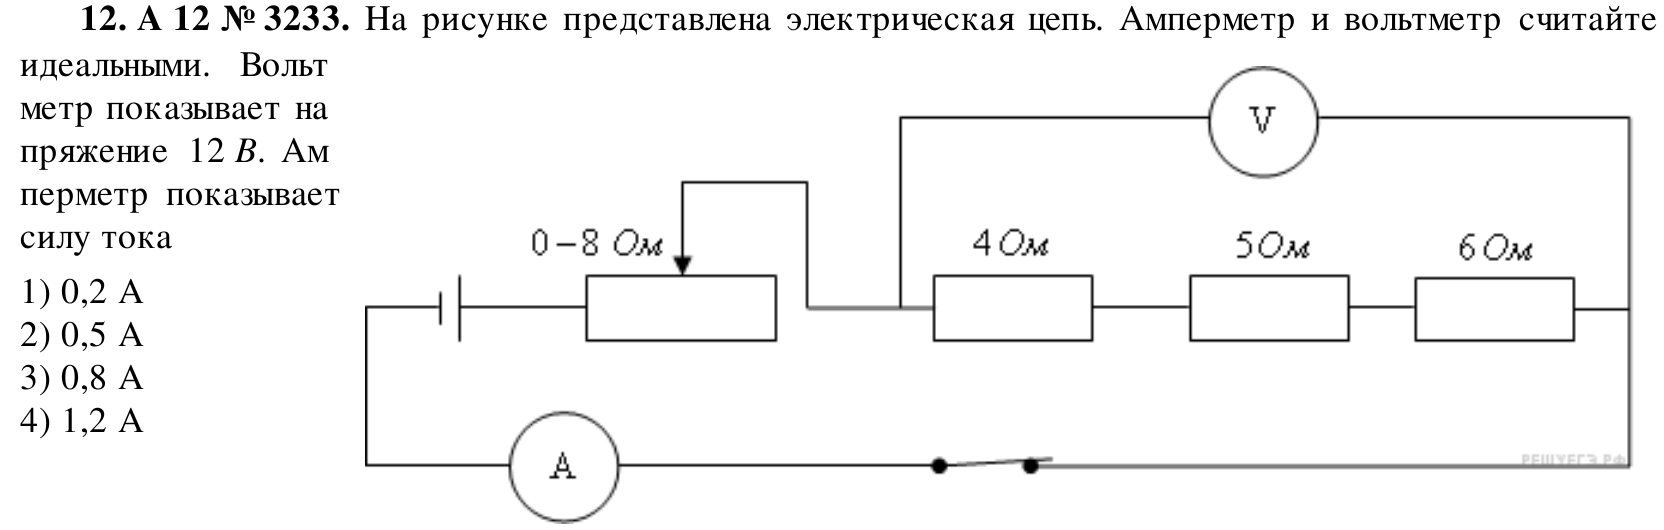 12. А 12 № 3233. На рисунке представлена электрическая цепь. Амперметр и вольтметр считайте
идеальными. Вольт
метр показывает на
пряжение 12 В. Ам
перметр показывает
силу тока
1) 0,2 А
2) 0,5 А
3) 0,8 А
4) 1,2 А
V
0–8 Ом
4 Ом
5 Ом
6 Ом
A
РЕШУЕГЭ.РФ